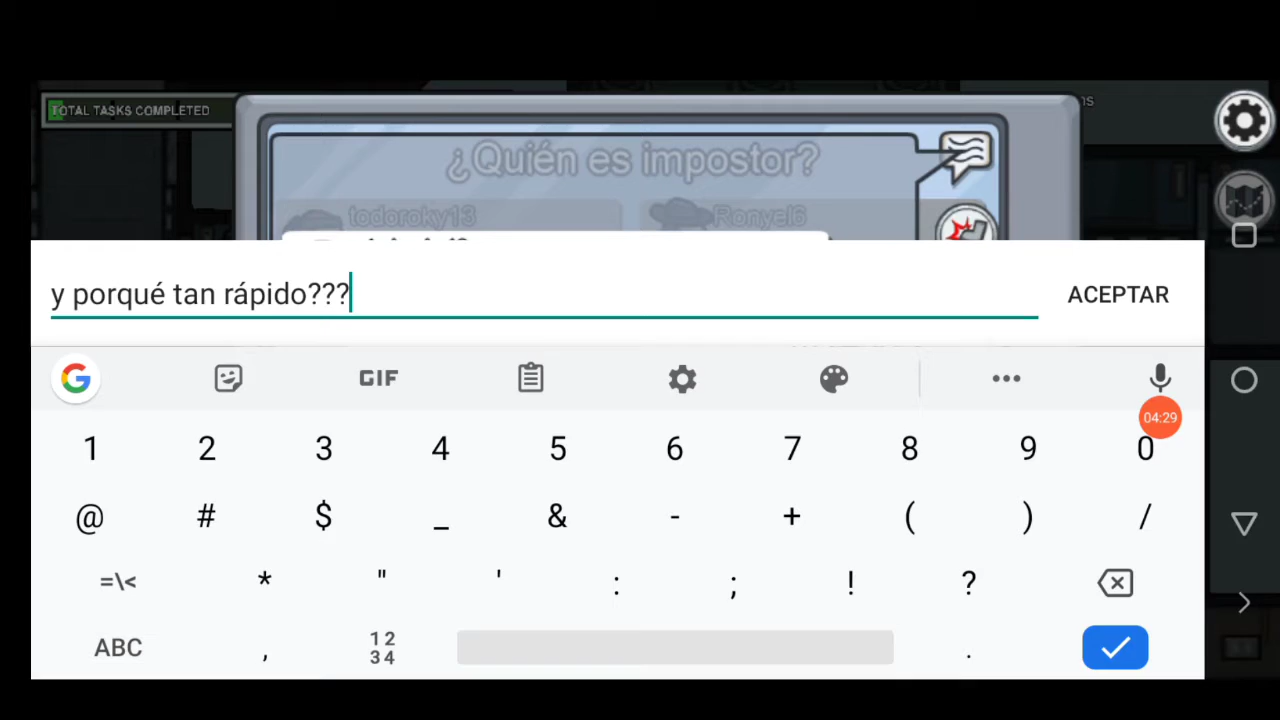 TOTAL TASKS COMPLETED
ns
¿Quién es impostor?
todoroky13
Ronyel6
y porqué tan rápido???
ACEPTAR
GIF
04:29
1 2 3 4 5 6 7 8 9 0
@ # $ _ & - + ( ) /
=\< * " ' : ; ! ?
ABC , 12 34 .